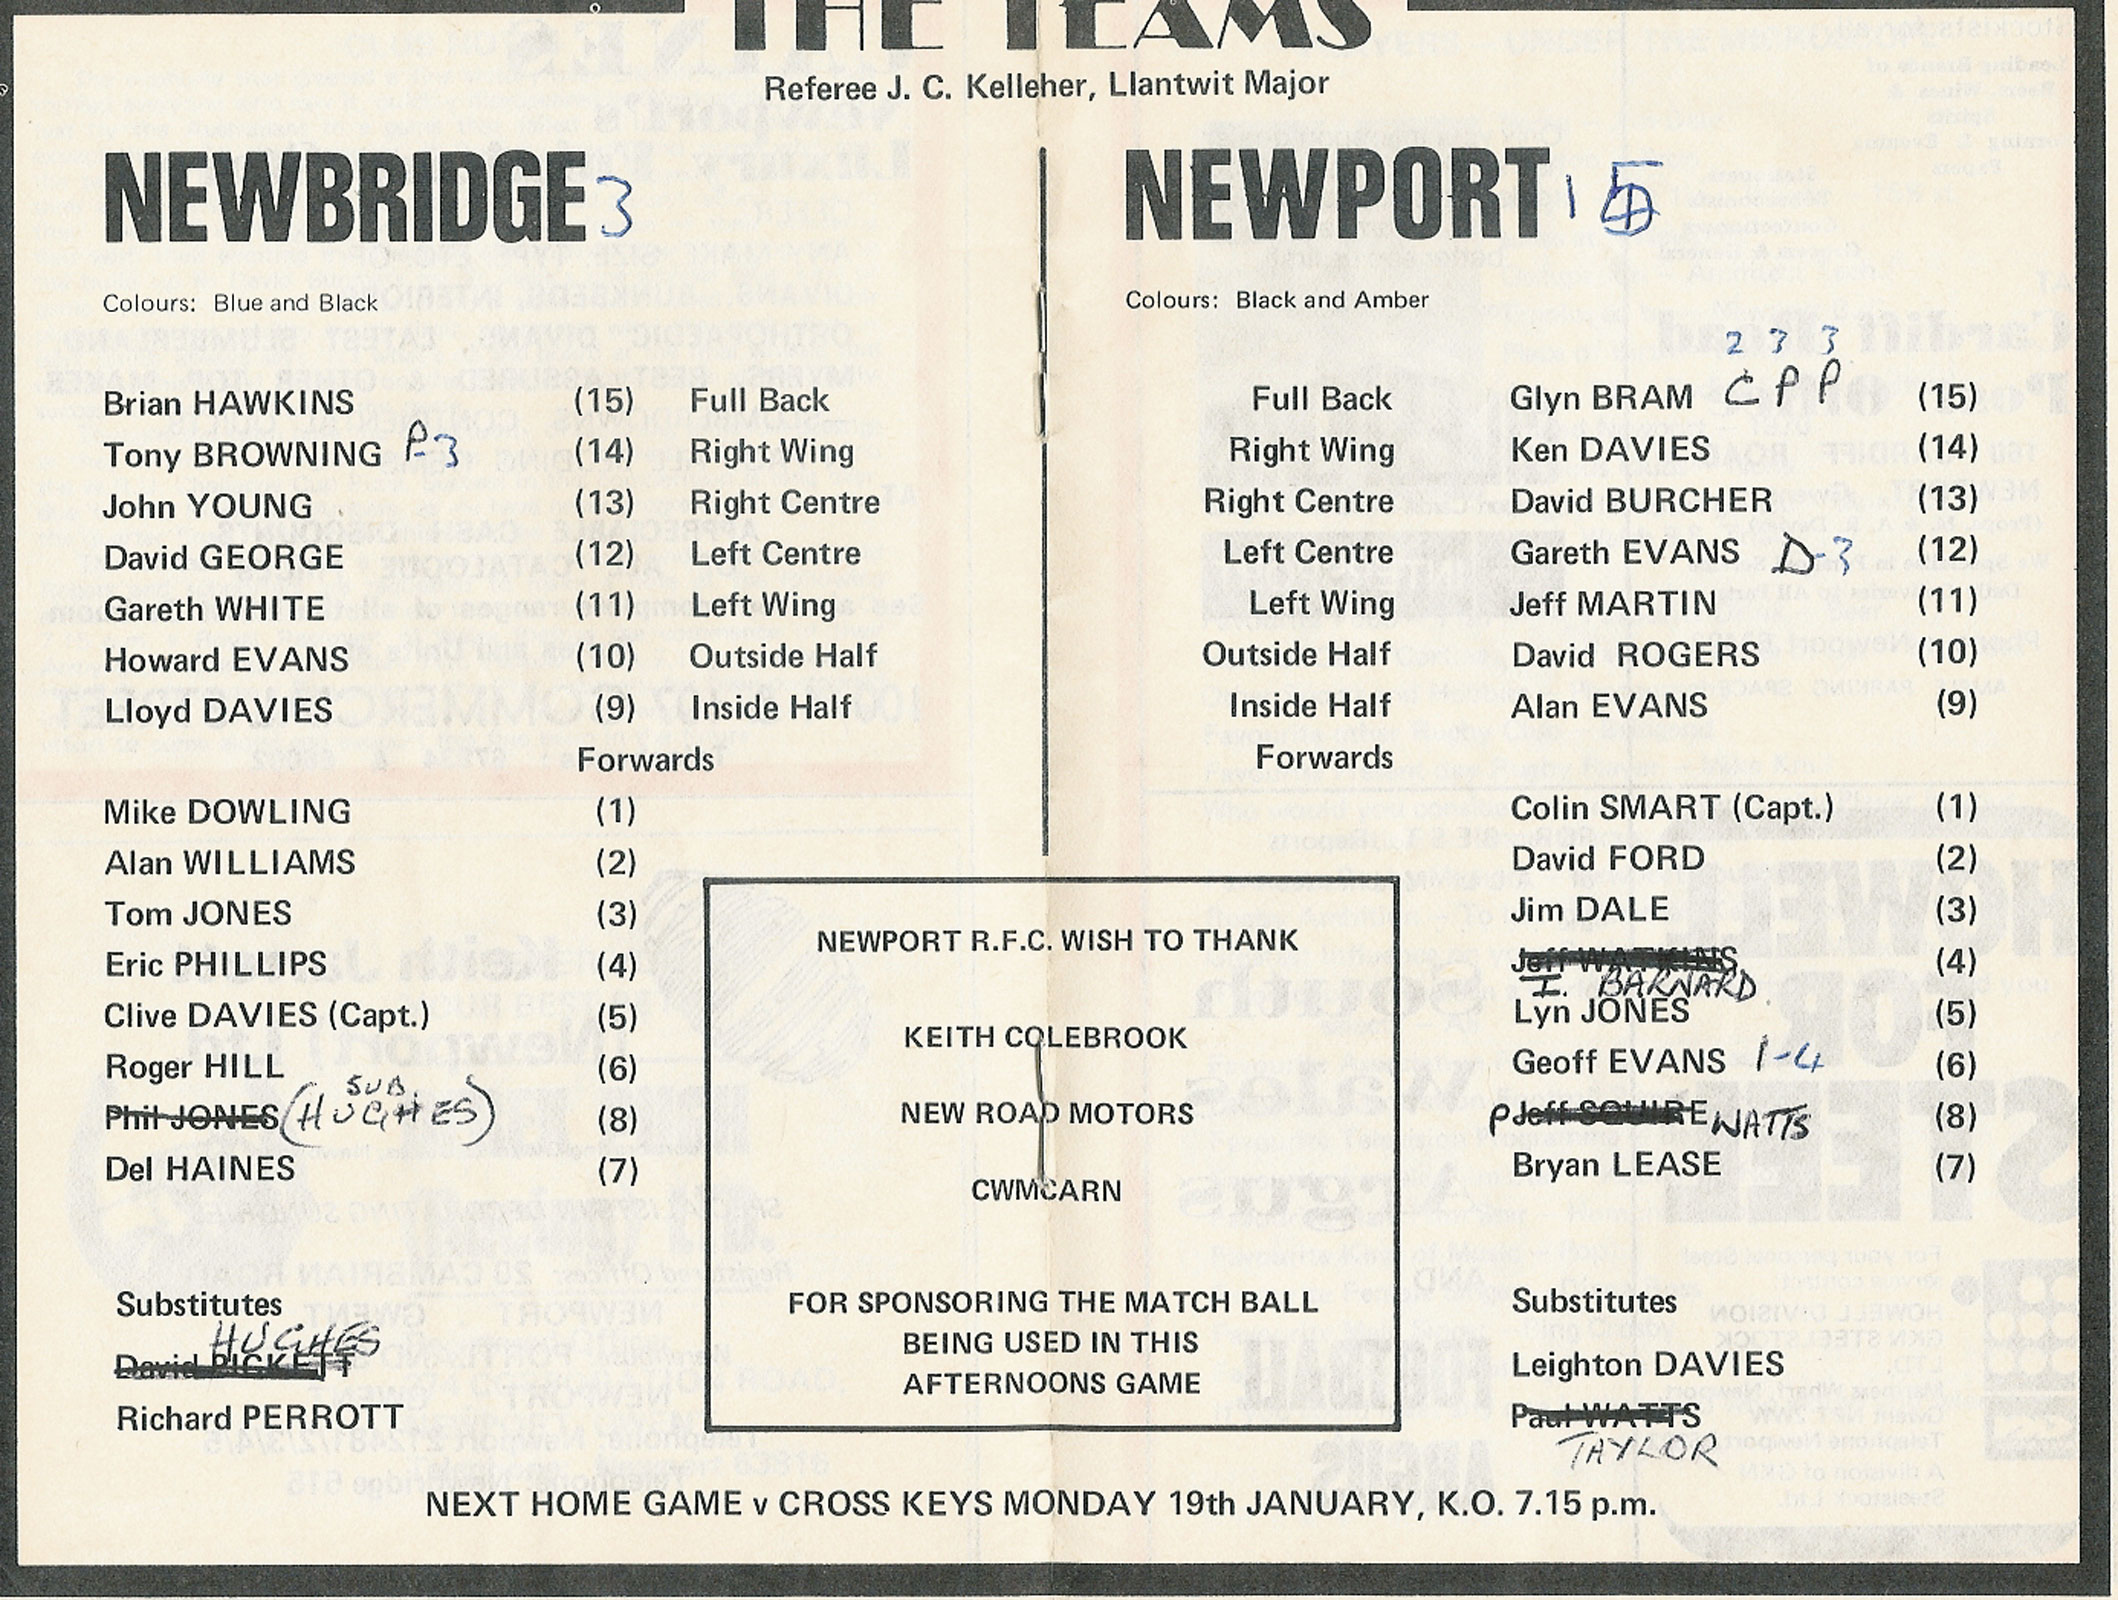 THE TEAMS
Referee J. C. Kelleher, Llantwit Major
NEWBRIDGE 3
Colours: Blue and Black
Brian HAWKINS (15) Full Back
Tony BROWNING P-3 (14) Right Wing
John YOUNG (13) Right Centre
David GEORGE (12) Left Centre
Gareth WHITE (11) Left Wing
Howard EVANS (10) Outside Half
Lloyd DAVIES (9) Inside Half
Forwards
Mike DOWLING (1)
Alan WILLIAMS (2)
Tom JONES (3)
Eric PHILLIPS (4)
Clive DAVIES (Capt.) (5)
Roger HILL (6)
SUB.
Phil JONES (HUGHES) (8)
Del HAINES (7)
Substitutes
HUGHES
David PICKETT
Richard PERROTT
NEWPORT 15
Colours: Black and Amber
2 3 3
Full Back Glyn BRAM C P P (15)
Right Wing Ken DAVIES (14)
Right Centre David BURCHER (13)
Left Centre Gareth EVANS D-3 (12)
Left Wing Jeff MARTIN (11)
Outside Half David ROGERS (10)
Inside Half Alan EVANS (9)
Forwards
Colin SMART (Capt.) (1)
David FORD (2)
Jim DALE (3)
Jeff WATKINS (4)
I. BARNARD
Lyn JONES (5)
Geoff EVANS 1-4 (6)
P Jeff SQUIRE WATTS (8)
Bryan LEASE (7)
Substitutes
Leighton DAVIES
Paul WATTS
TAYLOR
NEWPORT R.F.C. WISH TO THANK
KEITH COLEBROOK
NEW ROAD MOTORS
CWMCARN
FOR SPONSORING THE MATCH BALL
BEING USED IN THIS
AFTERNOONS GAME
NEXT HOME GAME v CROSS KEYS MONDAY 19th JANUARY, K.O. 7.15 p.m.